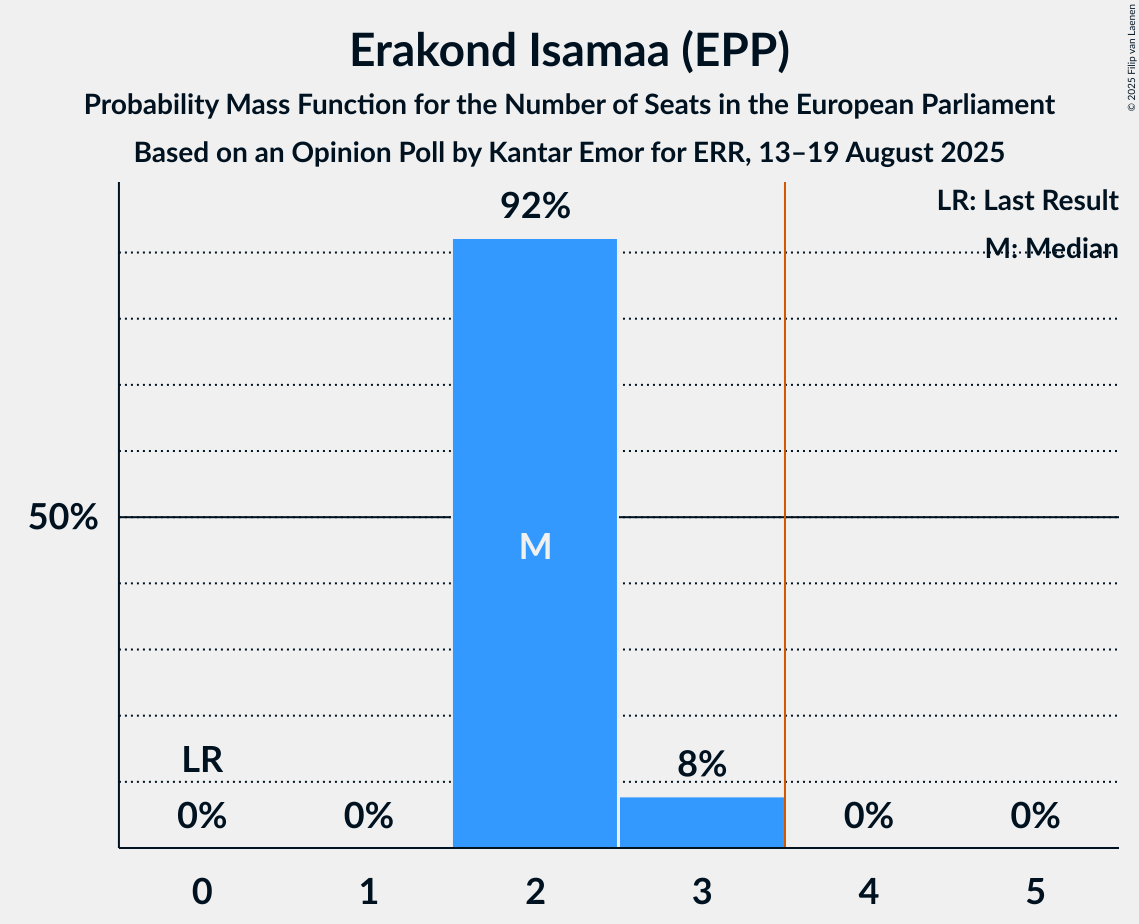 Erakond Isamaa (EPP)
Probability Mass Function for the Number of Seats in the European Parliament
Based on an Opinion Poll by Kantar Emor for ERR, 13–19 August 2025
© 2025 Filip van Laenen
LR: Last Result
M: Median
92%
50%
M
LR
8%
0% 0% 0% 0%
0 1 2 3 4 5